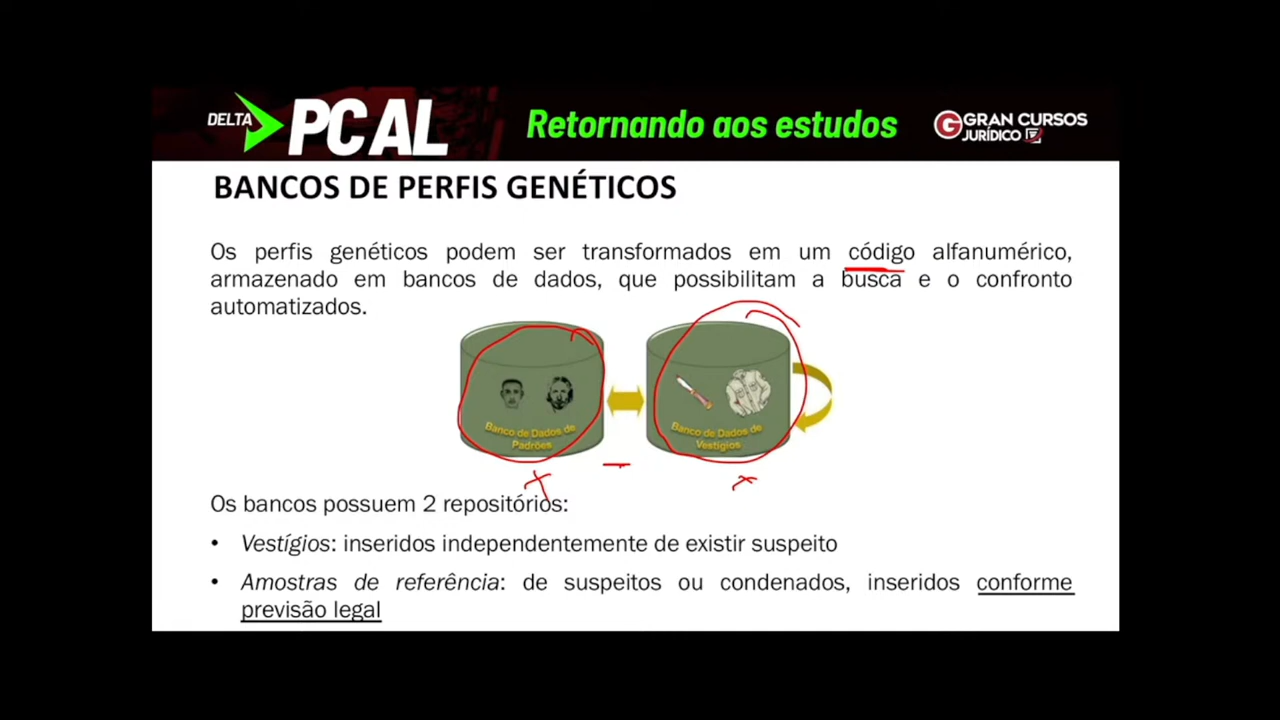 DELTA PC AL
Retornando aos estudos
GRAN CURSOS
JURÍDICO
BANCOS DE PERFIS GENÉTICOS
Os perfis genéticos podem ser transformados em um código alfanumérico,
armazenado em bancos de dados, que possibilitam a busca e o confronto
automatizados.
Banco de Dados de
Padrões
Banco de Dados de
Vestígios
Os bancos possuem 2 repositórios:
• Vestígios: inseridos independentemente de existir suspeito
• Amostras de referência: de suspeitos ou condenados, inseridos conforme
previsão legal